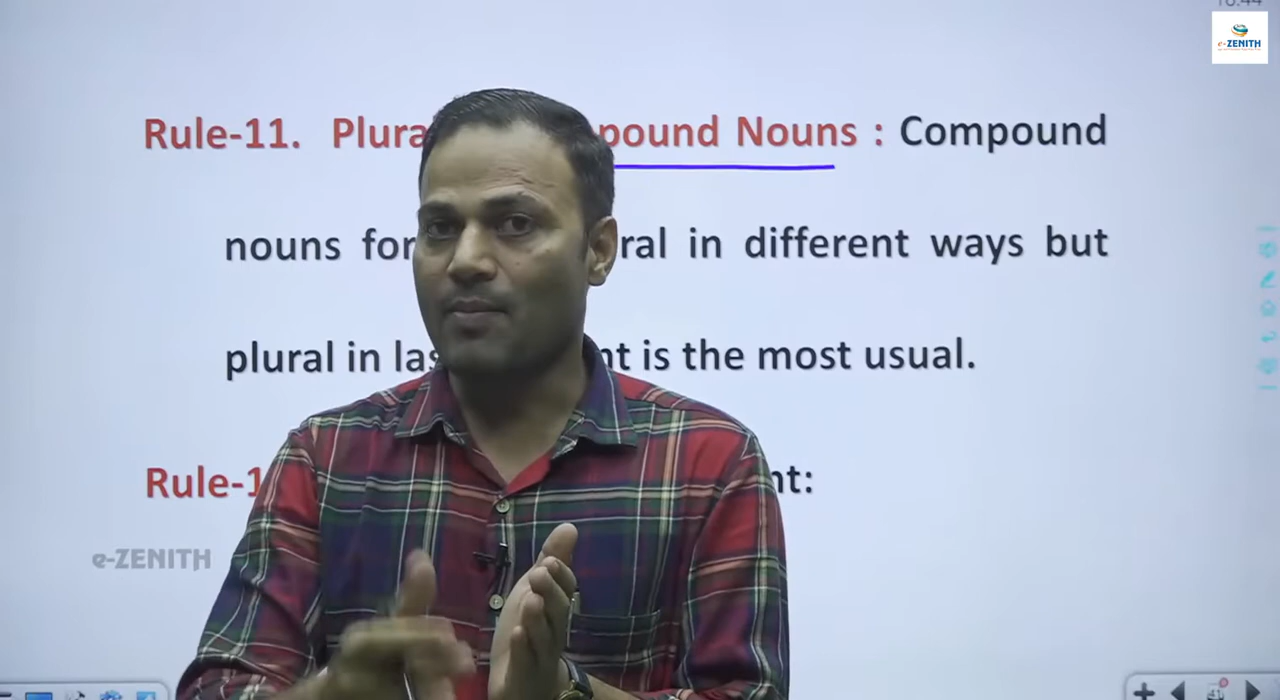 e-ZENITH
Rule-11. Plura pound Nouns : Compound
nouns for ral in different ways but
plural in las nt is the most usual.
Rule-1 nt:
e-ZENITH